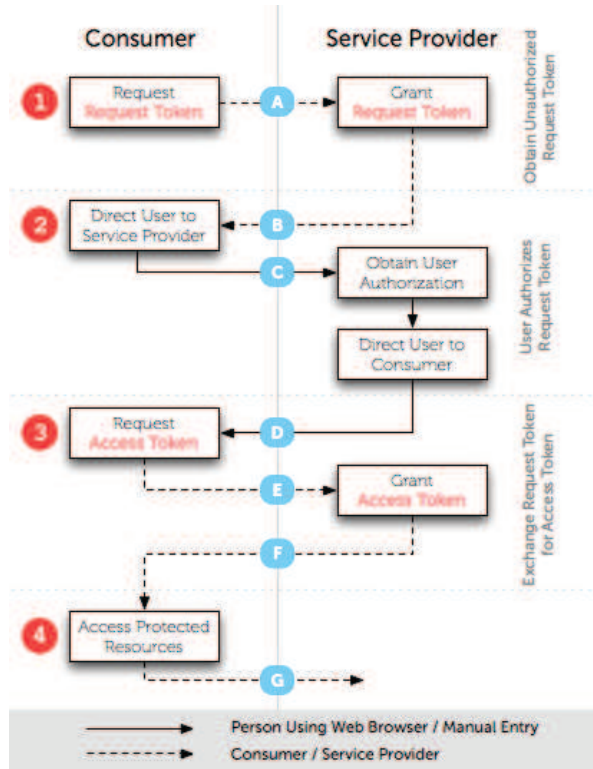 Consumer
Service Provider
1
Request
Request Token
A
Grant
Request Token
Obtain Unauthorized
Request Token
2
Direct User to
Service Provider
B
C
Obtain User
Authorization
Direct User to
Consumer
User Authorizes
Request Token
3
Request
Access Token
D
E
Grant
Access Token
F
Exchange Request Token
for Access Token
4
Access Protected
Resources
G
Person Using Web Browser / Manual Entry
Consumer / Service Provider